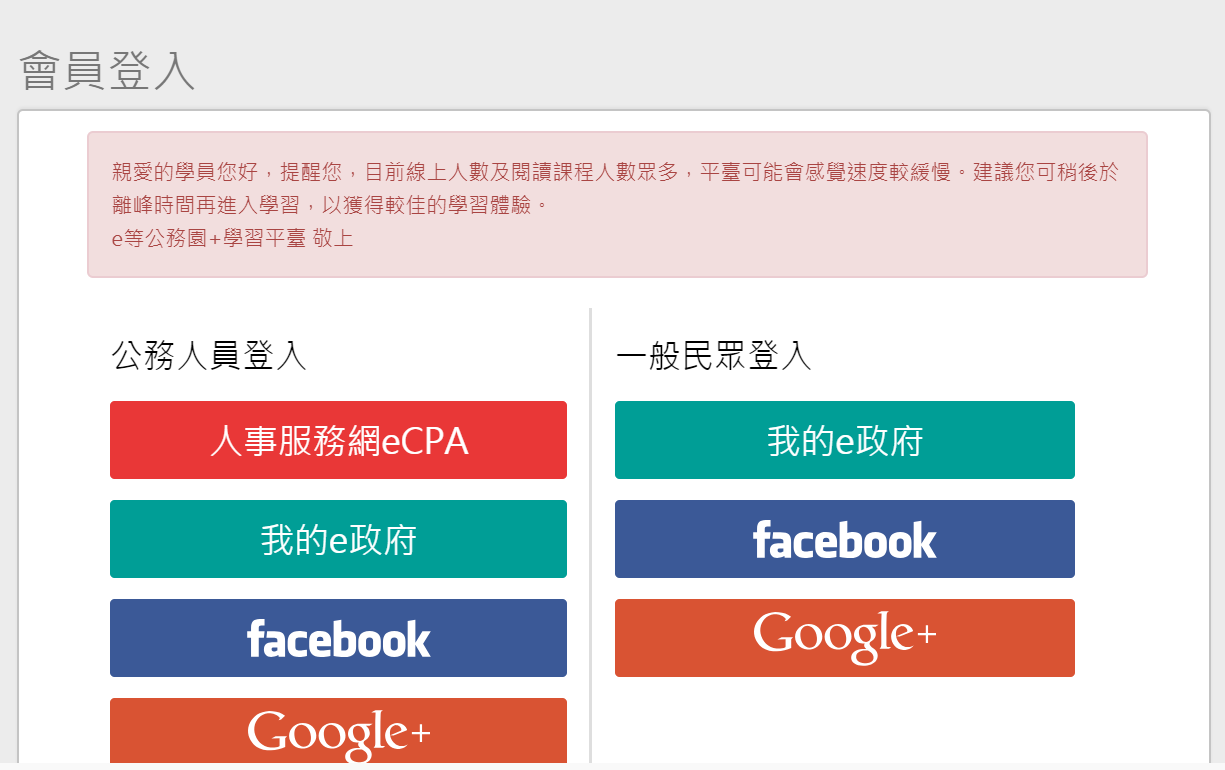 會員登入
親愛的學員您好，提醒您，目前線上人數及閱讀課程人數眾多，平臺可能會感覺速度較緩慢。建議您可稍後於
離峰時間再進入學習，以獲得較佳的學習體驗。
e等公務園+學習平臺 敬上
公務人員登入
人事服務網eCPA
我的e政府
facebook
Google+
一般民眾登入
我的e政府
facebook
Google+